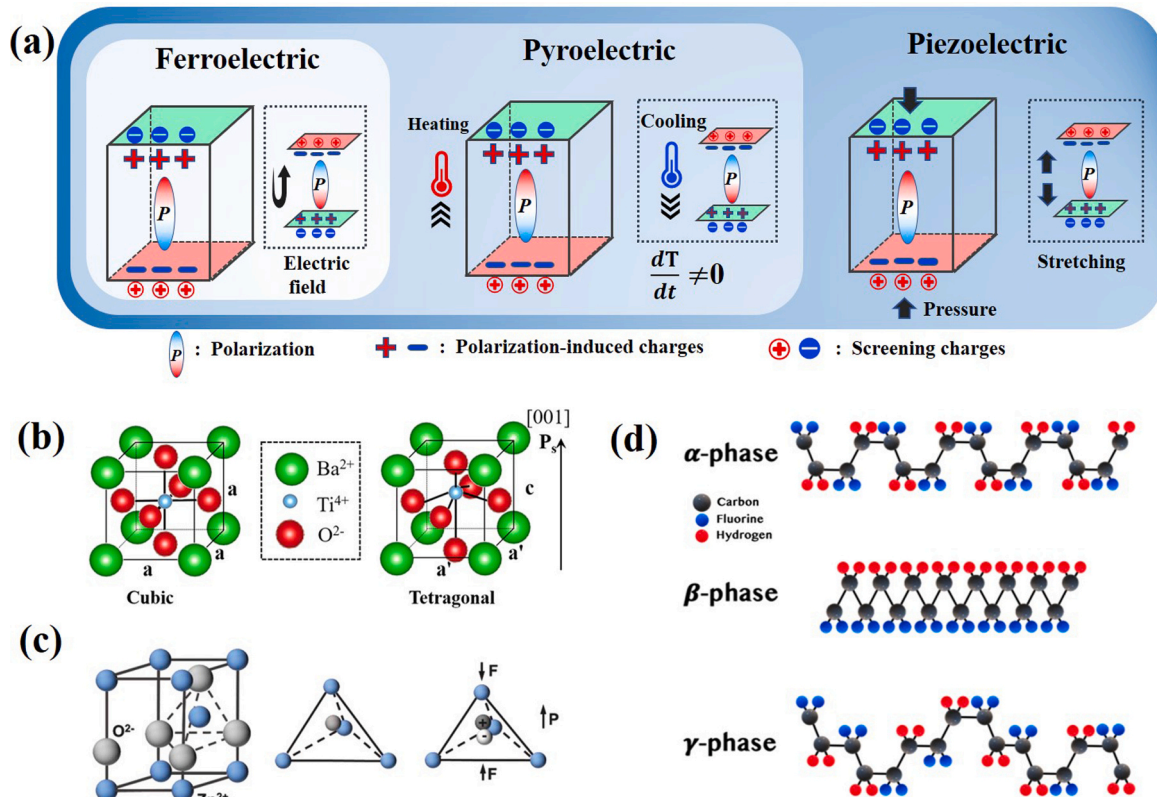 (a)
Ferroelectric
Pyroelectric
Piezoelectric
P
P
Electric
field
Heating
P
Cooling
P
dT
dt ≠0
P
Pressure
P
Stretching
P : Polarization
+ − : Polarization-induced charges
⊕ ⊖ : Screening charges
(b)
a
a
a
Cubic
Ba²⁺
Ti⁴⁺
O²⁻
[001]
Pₛ
c
a'
a'
Tetragonal
(c)
O²⁻
F
+
-
P
F
(d)
α-phase
Carbon
Fluorine
Hydrogen
β-phase
γ-phase